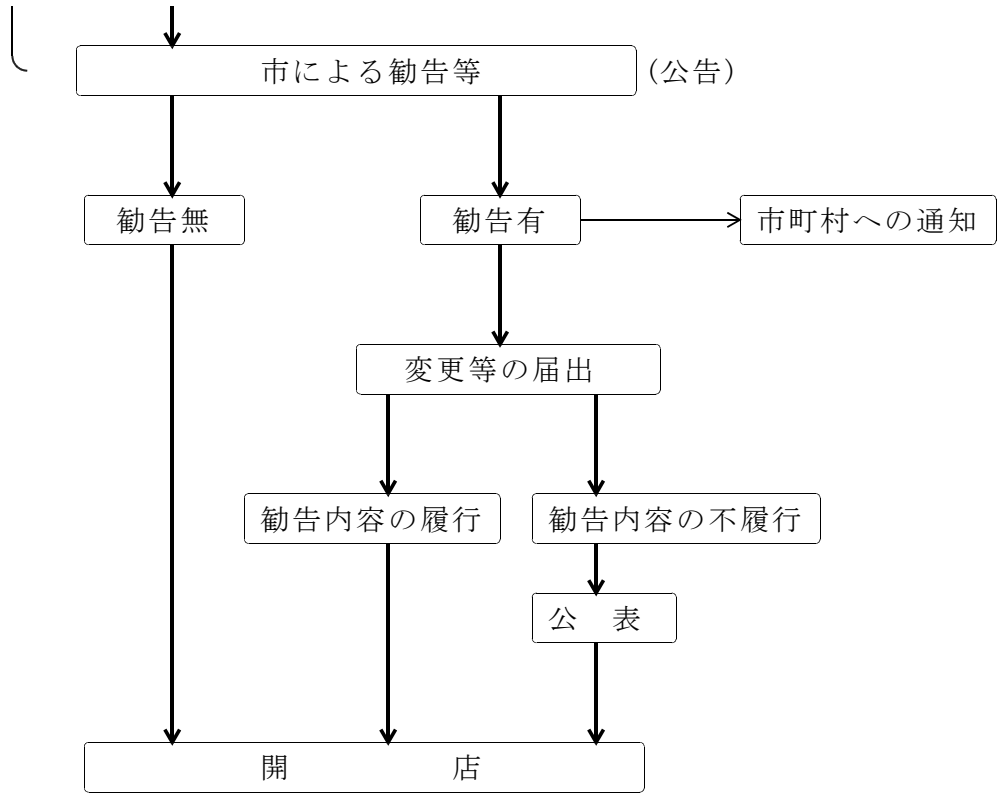 市による勧告等 (公告)
勧告無 勧告有 市町村への通知
変更等の届出
勧告内容の履行 勧告内容の不履行
公　表
開　　　　　店